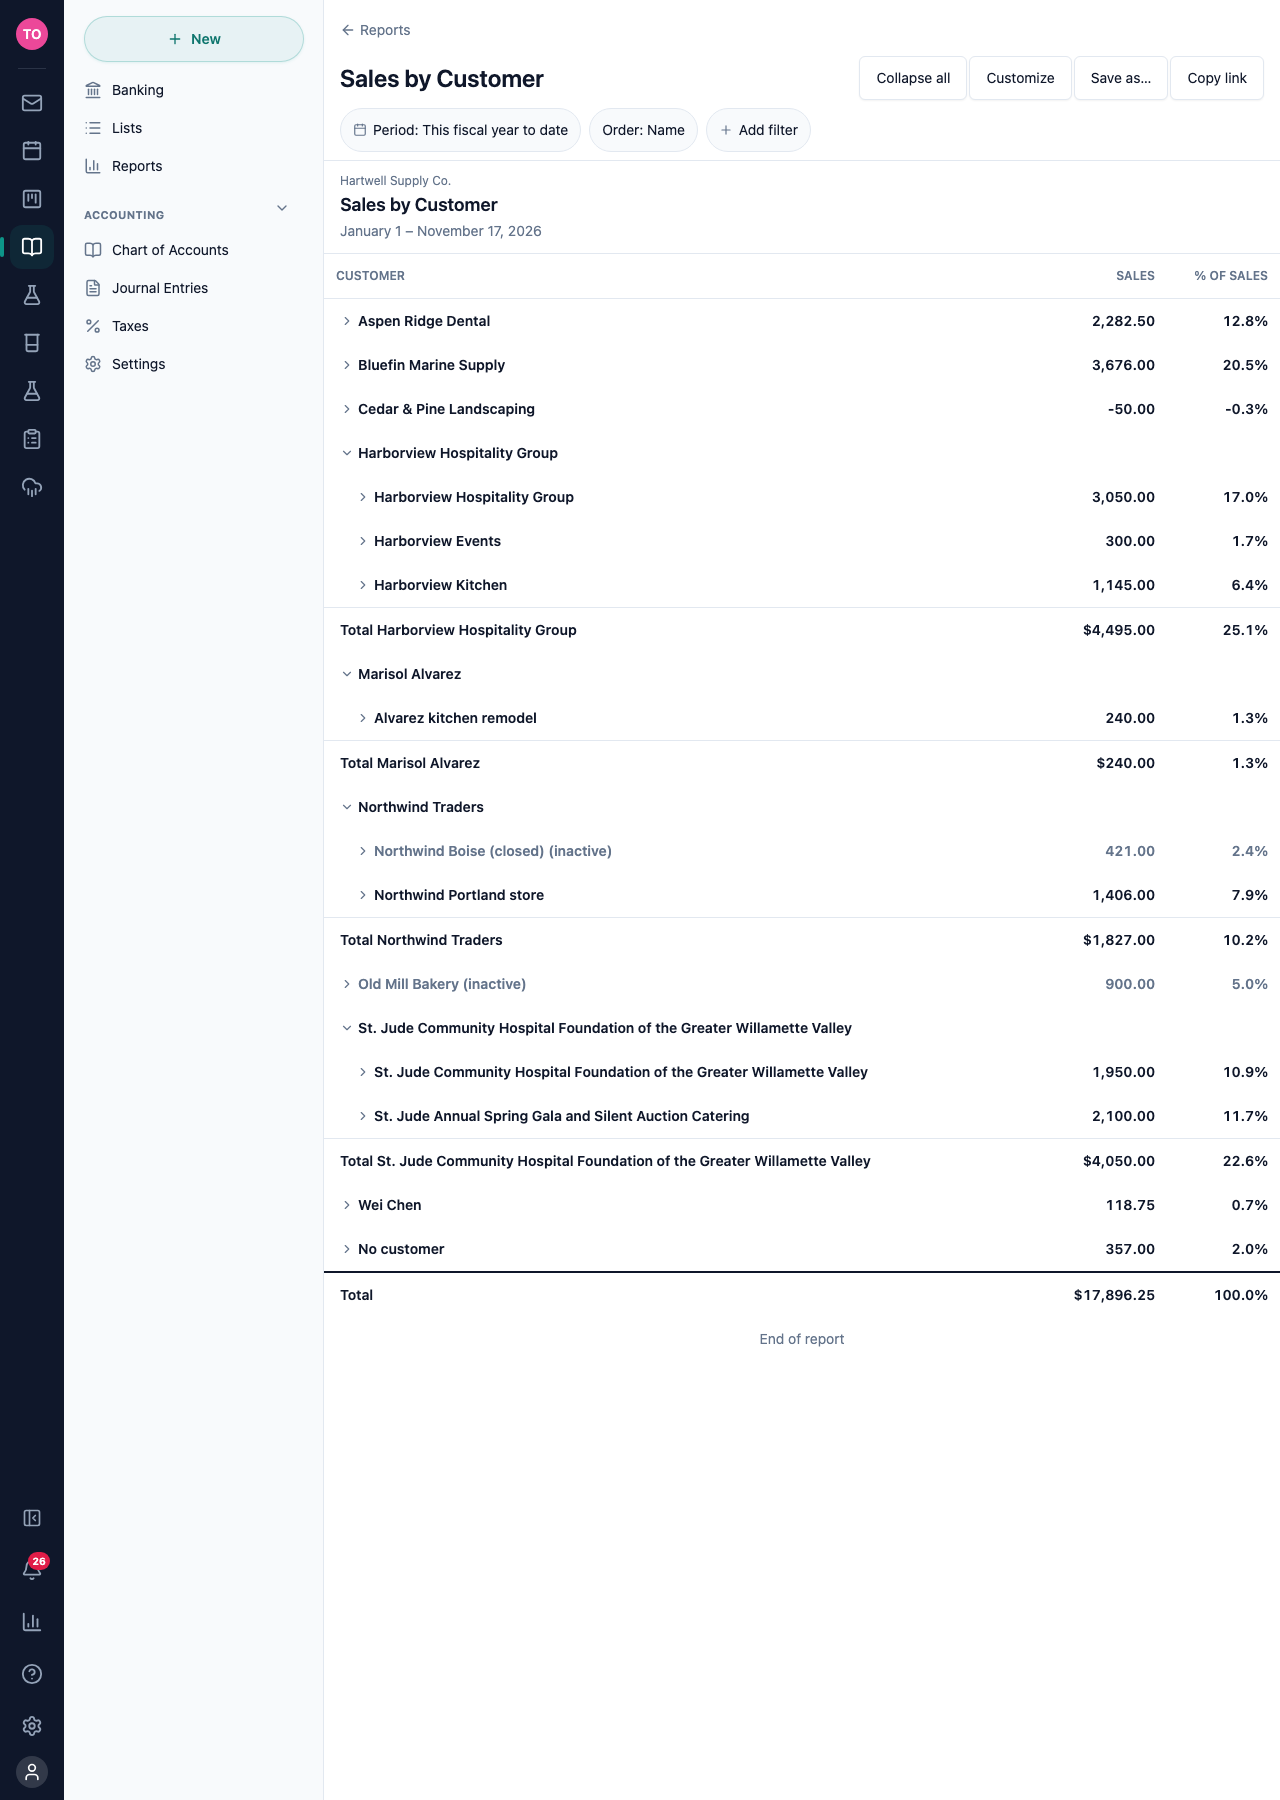 TO
New
Banking
Lists
Reports
ACCOUNTING
Chart of Accounts
Journal Entries
Taxes
Settings
26
Reports
Sales by Customer
Collapse all
Customize
Save as...
Copy link
Period: This fiscal year to date
Order: Name
Add filter
Hartwell Supply Co.
Sales by Customer
January 1 – November 17, 2026
CUSTOMER SALES % OF SALES
Aspen Ridge Dental 2,282.50 12.8%
Bluefin Marine Supply 3,676.00 20.5%
Cedar & Pine Landscaping -50.00 -0.3%
Harborview Hospitality Group
Harborview Hospitality Group 3,050.00 17.0%
Harborview Events 300.00 1.7%
Harborview Kitchen 1,145.00 6.4%
Total Harborview Hospitality Group $4,495.00 25.1%
Marisol Alvarez
Alvarez kitchen remodel 240.00 1.3%
Total Marisol Alvarez $240.00 1.3%
Northwind Traders
Northwind Boise (closed) (inactive) 421.00 2.4%
Northwind Portland store 1,406.00 7.9%
Total Northwind Traders $1,827.00 10.2%
Old Mill Bakery (inactive) 900.00 5.0%
St. Jude Community Hospital Foundation of the Greater Willamette Valley
St. Jude Community Hospital Foundation of the Greater Willamette Valley 1,950.00 10.9%
St. Jude Annual Spring Gala and Silent Auction Catering 2,100.00 11.7%
Total St. Jude Community Hospital Foundation of the Greater Willamette Valley $4,050.00 22.6%
Wei Chen 118.75 0.7%
No customer 357.00 2.0%
Total $17,896.25 100.0%
End of report